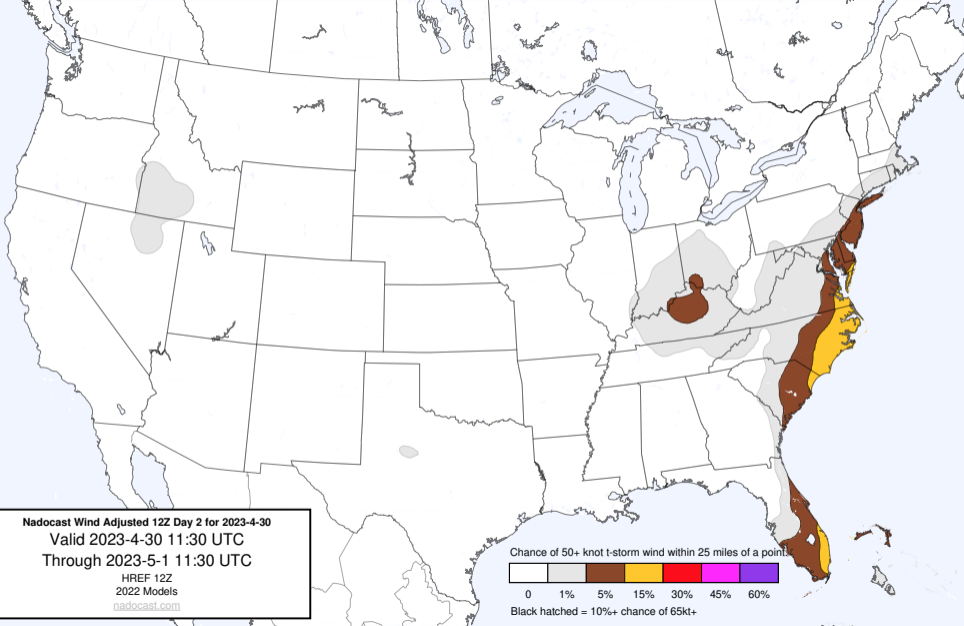 Nadocast Wind Adjusted 12Z Day 2 for 2023-4-30
Valid 2023-4-30 11:30 UTC
Through 2023-5-1 11:30 UTC
HREF 12Z
2022 Models
nadocast.com
Chance of 50+ knot t-storm wind within 25 miles of a point.
0 1% 5% 15% 30% 45% 60%
Black hatched = 10%+ chance of 65kt+